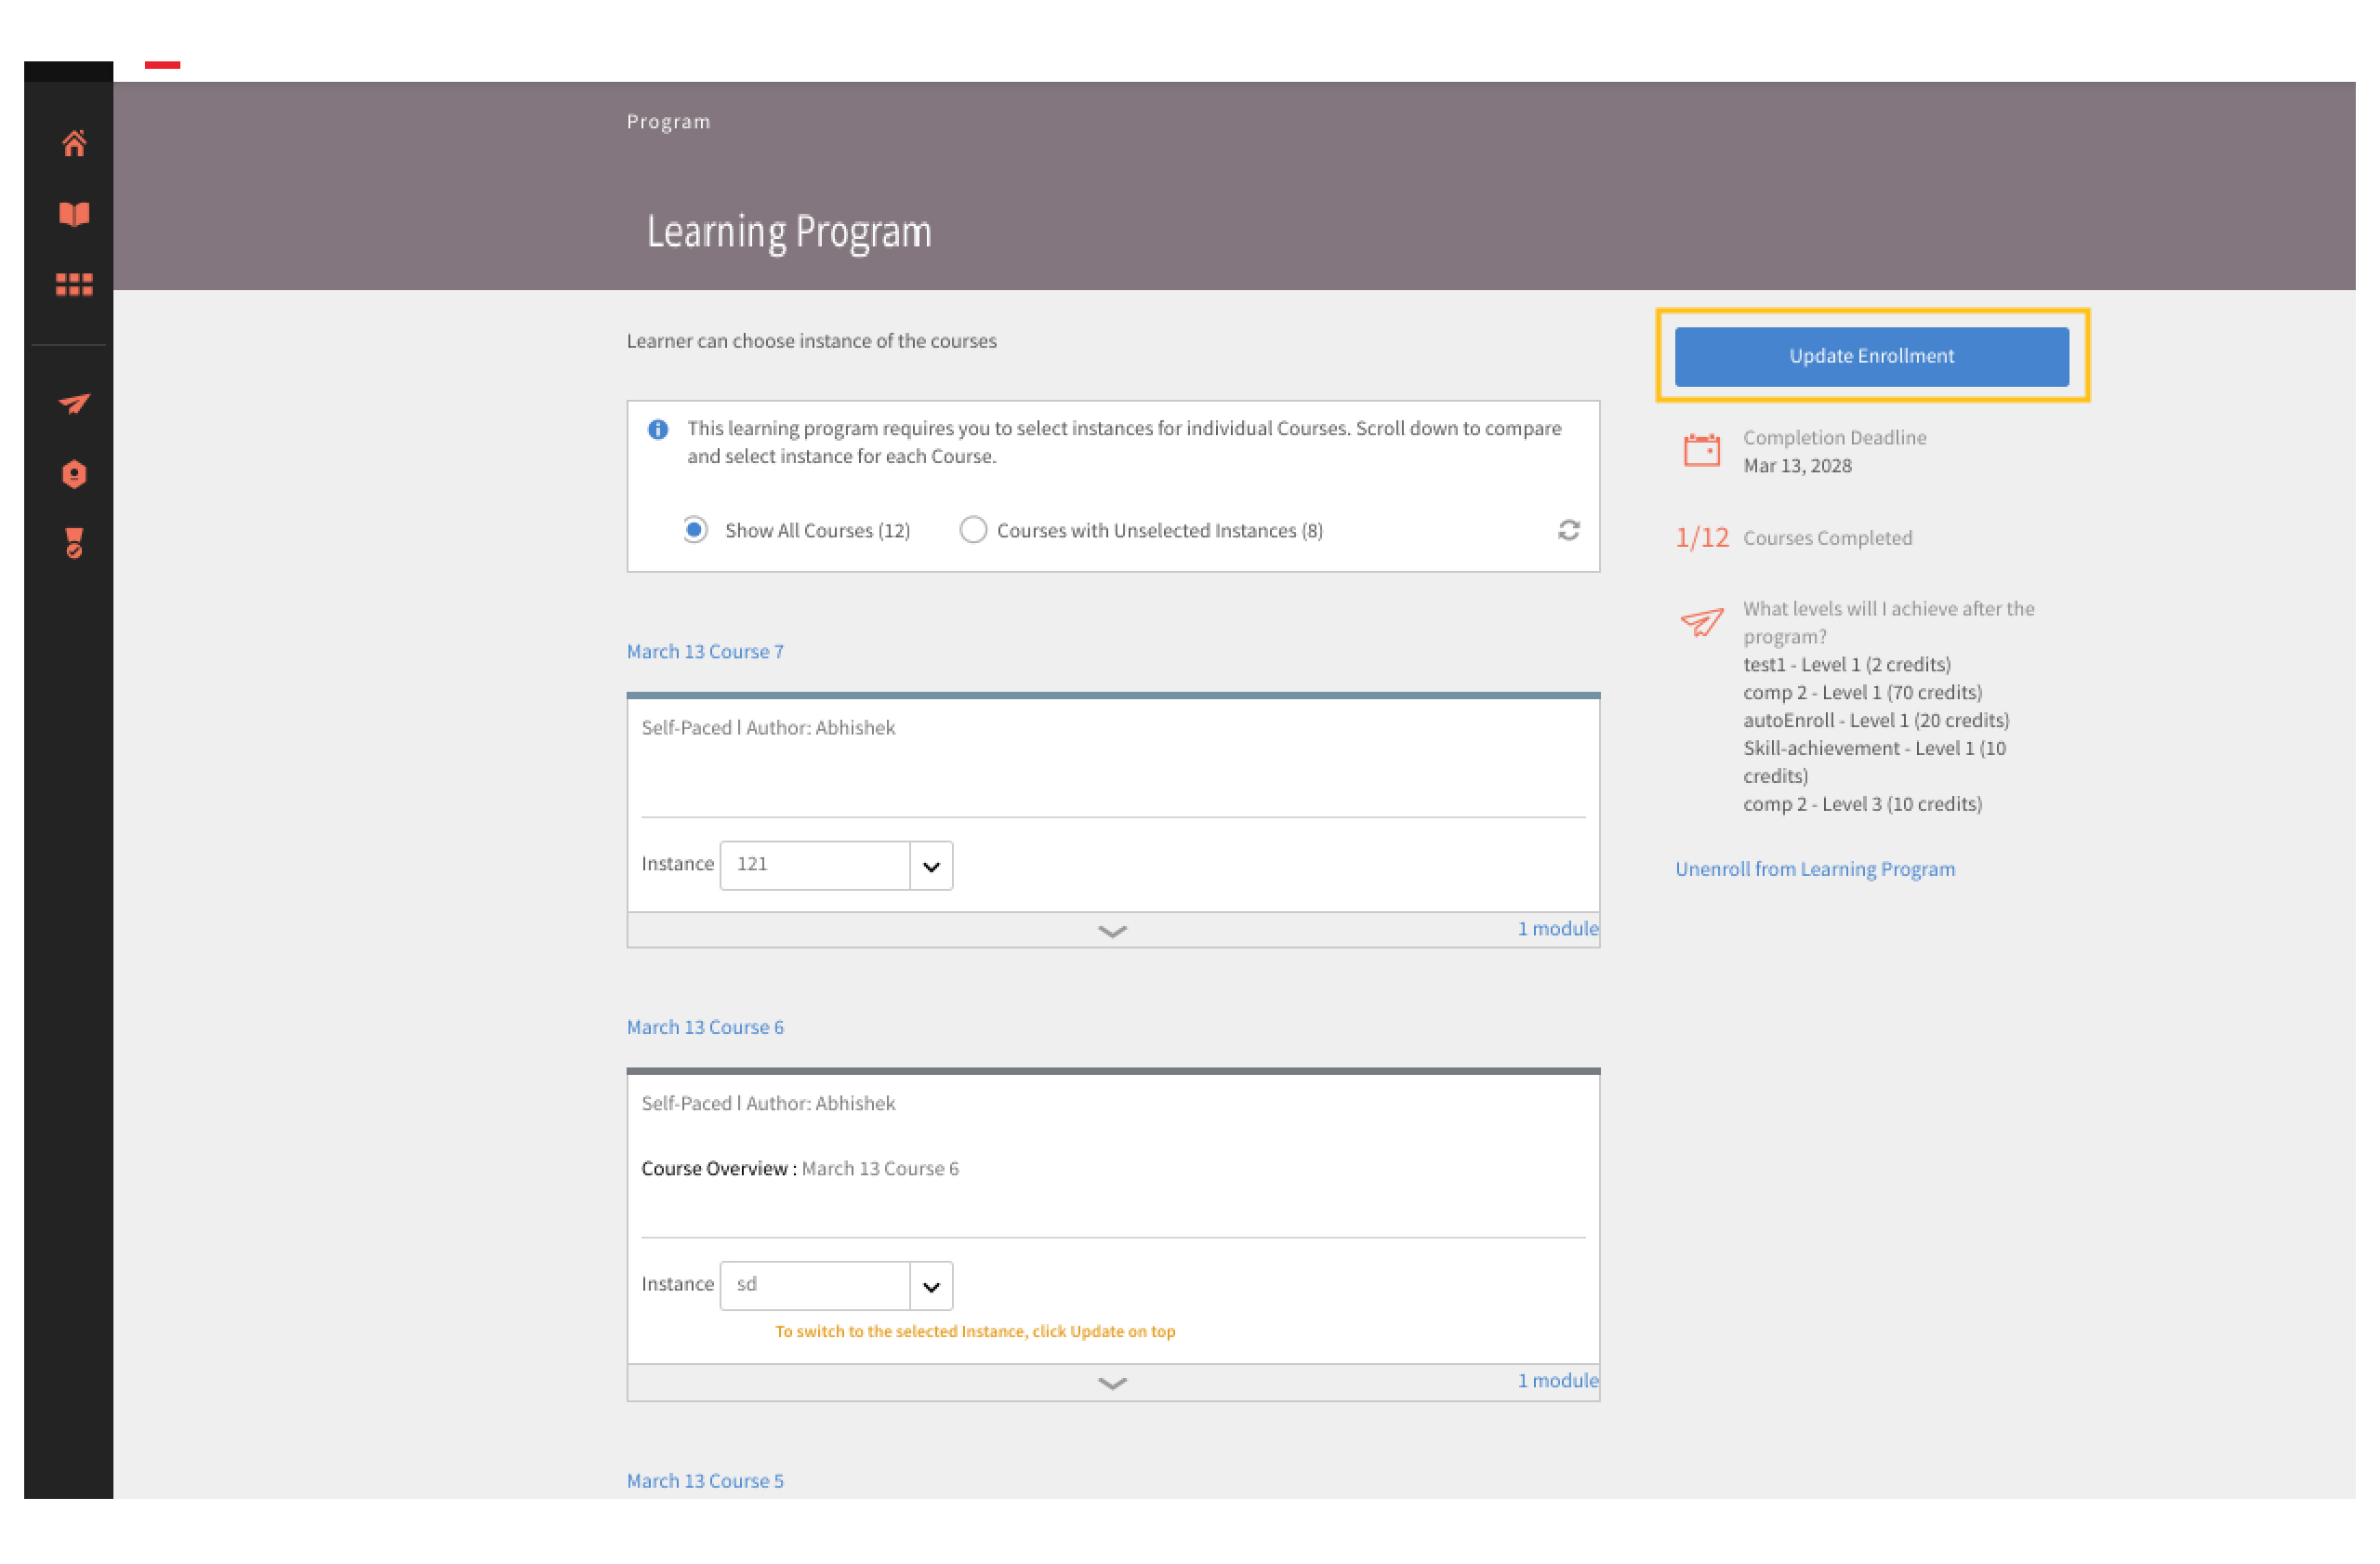 Program
Learning Program
Learner can choose instance of the courses
This learning program requires you to select instances for individual Courses. Scroll down to compare
and select instance for each Course.
Show All Courses (12)
Courses with Unselected Instances (8)
March 13 Course 7
Self-Paced | Author: Abhishek
Instance
121
1 module
March 13 Course 6
Self-Paced | Author: Abhishek
Course Overview : March 13 Course 6
Instance
sd
To switch to the selected Instance, click Update on top
1 module
March 13 Course 5
Update Enrollment
Completion Deadline
Mar 13, 2028
1/12 Courses Completed
What levels will I achieve after the
program?
test1 - Level 1 (2 credits)
comp 2 - Level 1 (70 credits)
autoEnroll - Level 1 (20 credits)
Skill-achievement - Level 1 (10
credits)
comp 2 - Level 3 (10 credits)
Unenroll from Learning Program